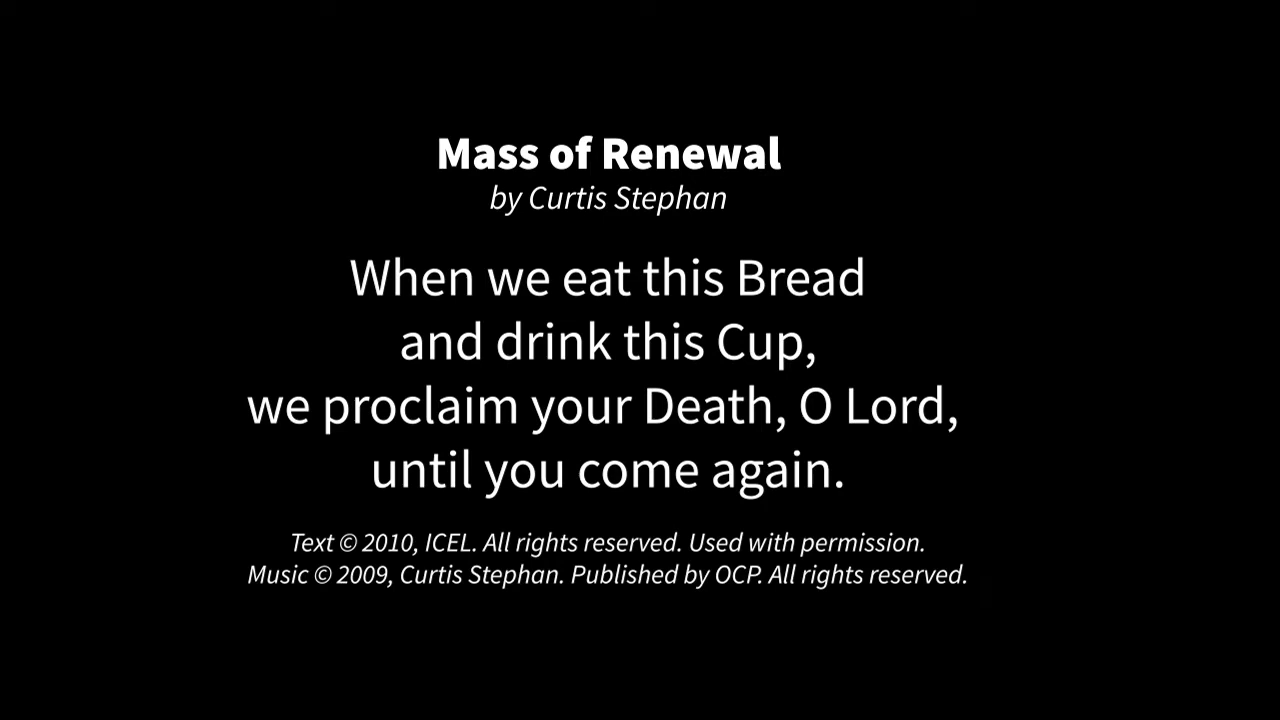 Mass of Renewal
by Curtis Stephan
When we eat this Bread
and drink this Cup,
we proclaim your Death, O Lord,
until you come again.
Text © 2010, ICEL. All rights reserved. Used with permission.
Music © 2009, Curtis Stephan. Published by OCP. All rights reserved.